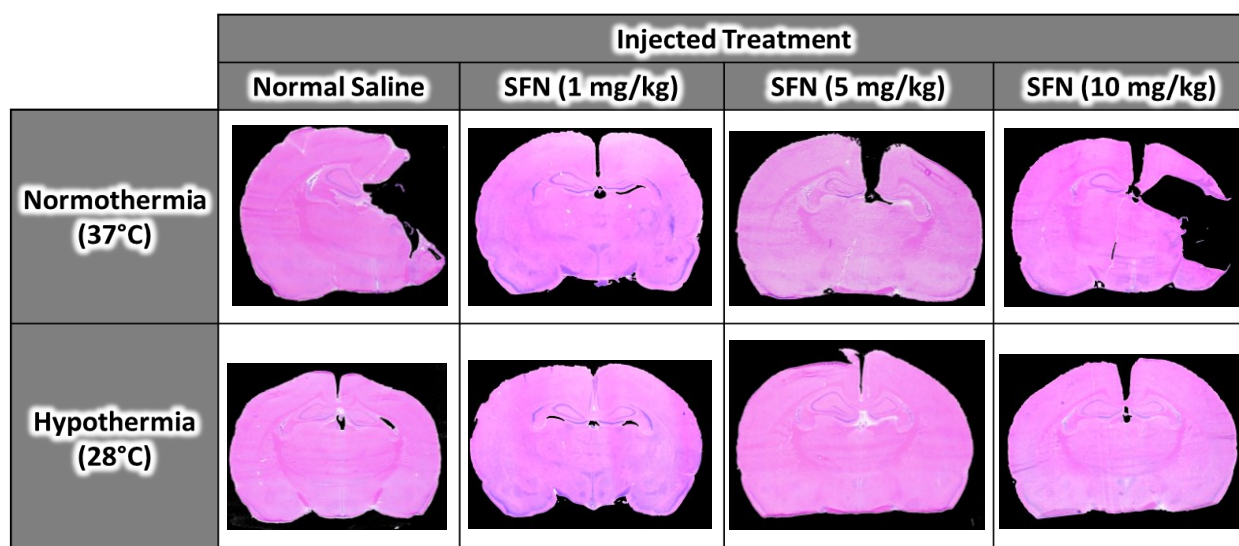 Injected Treatment
Normal Saline
SFN (1 mg/kg)
SFN (5 mg/kg)
SFN (10 mg/kg)
Normothermia
(37°C)
Hypothermia
(28°C)